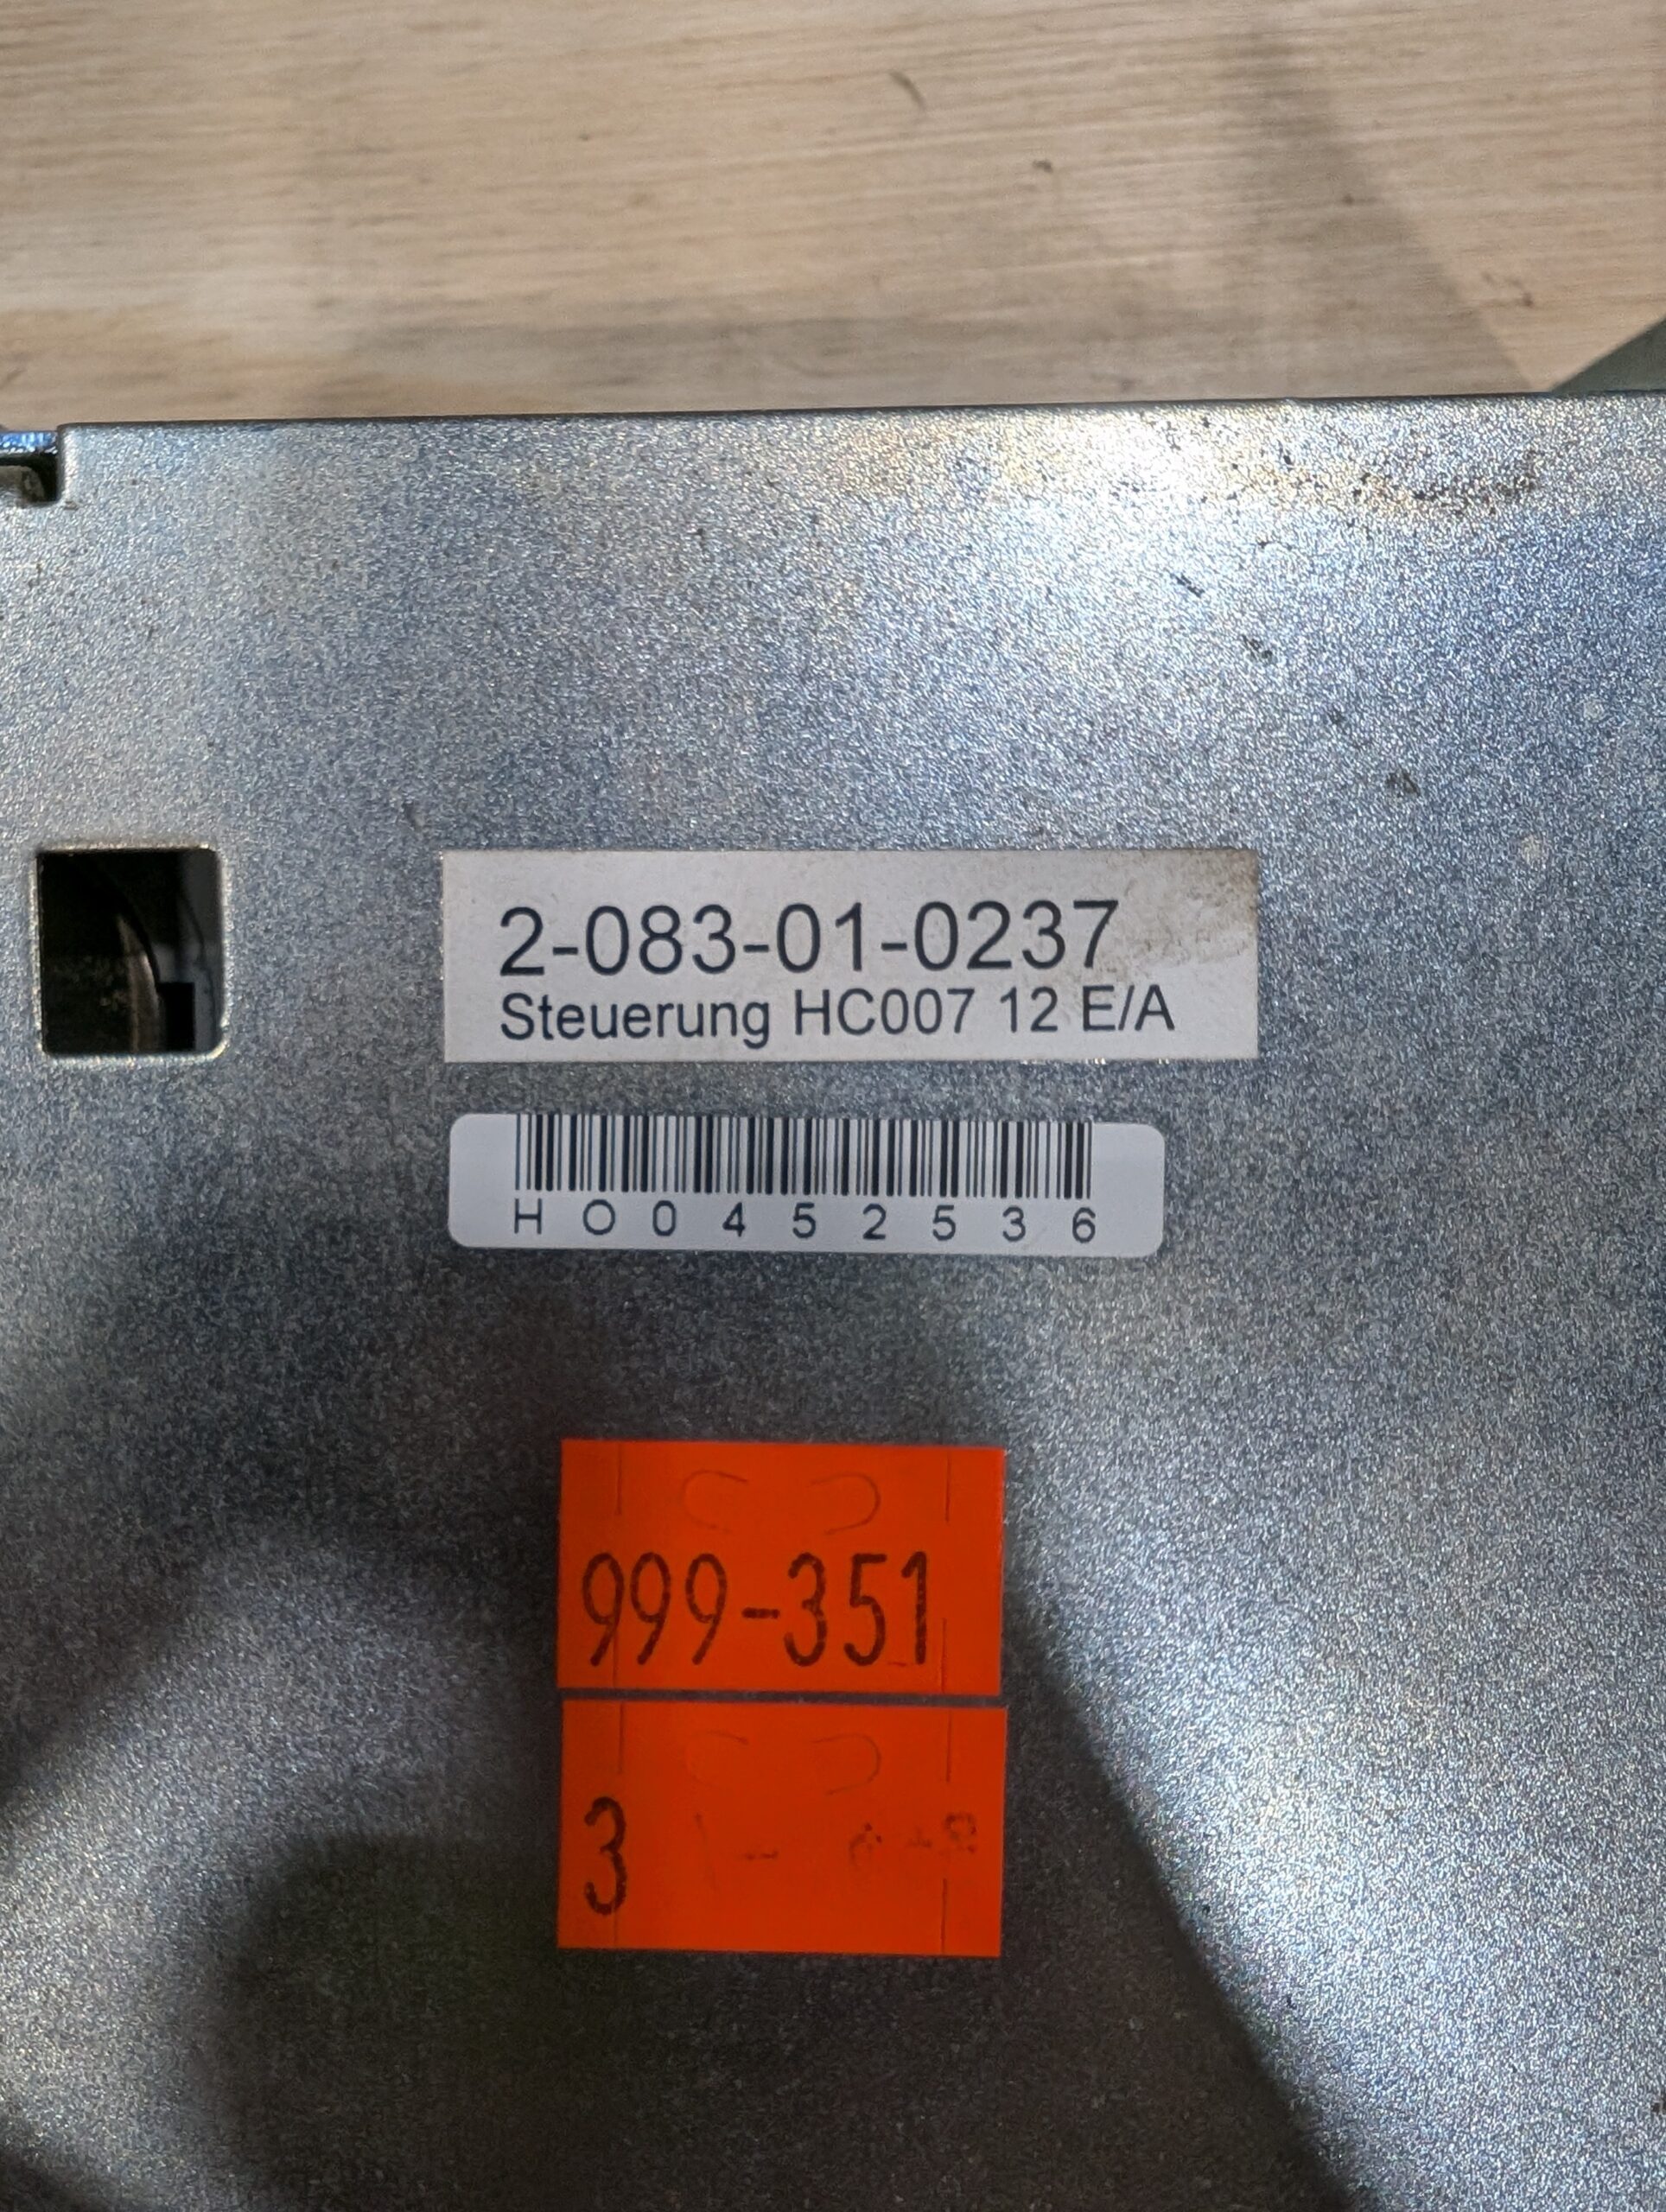 2-083-01-0237
Steuerung HC007 12 E/A
HO0452536
999-351
3